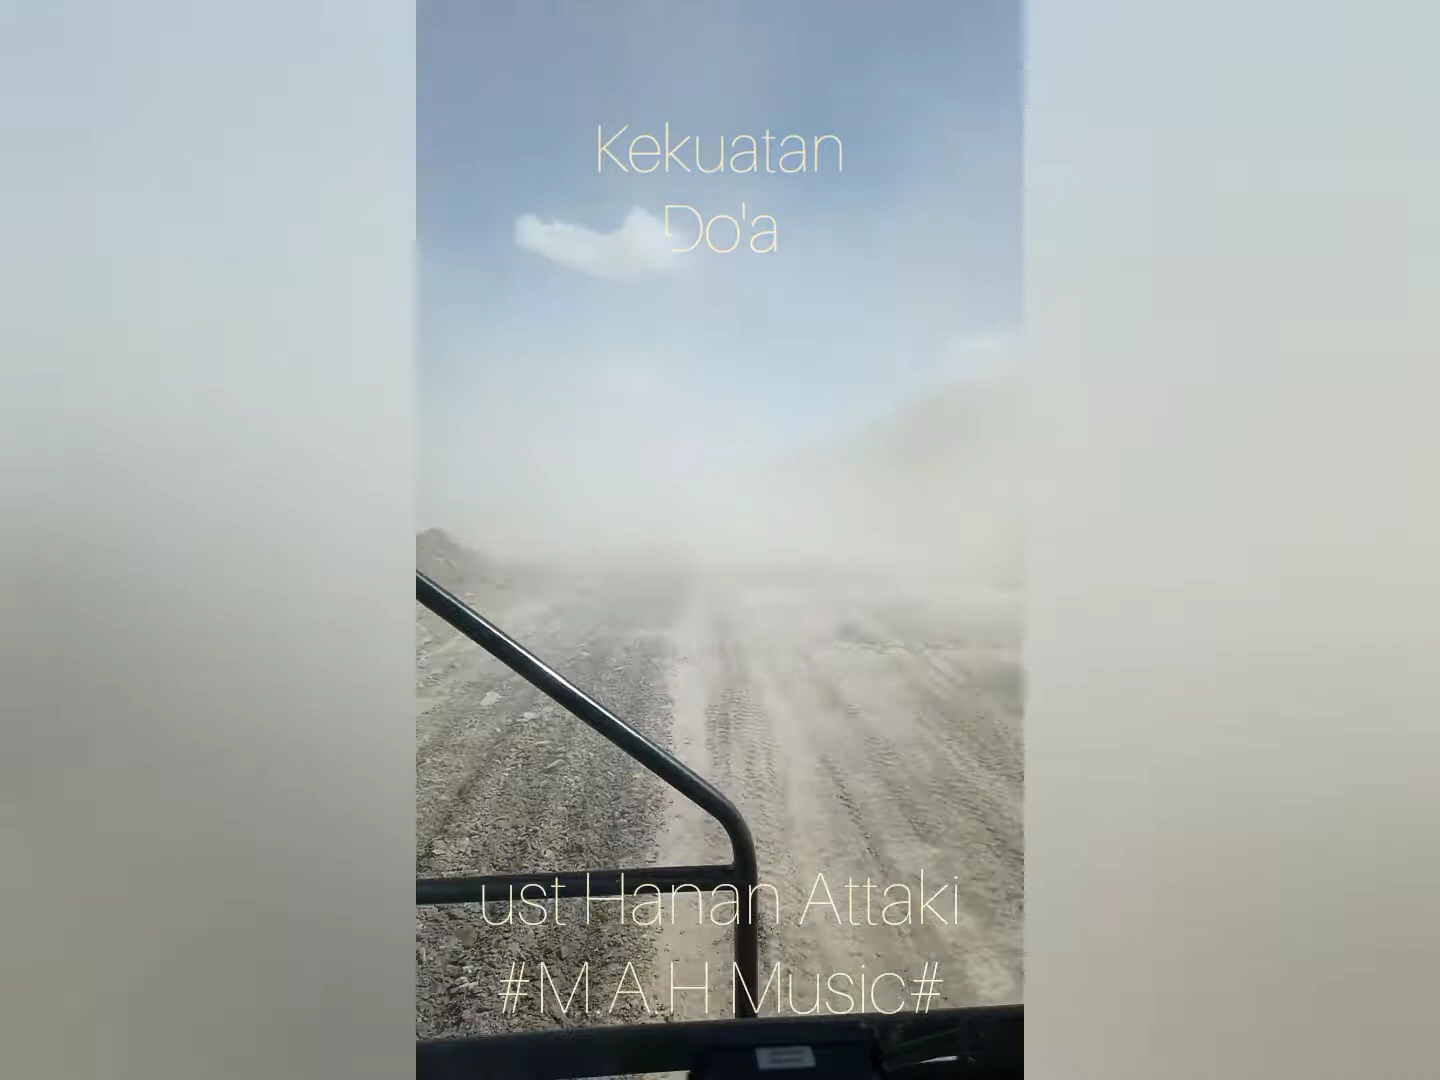 Kekuatan
Do'a
ust Hanan Attaki
#M.A.H Music#